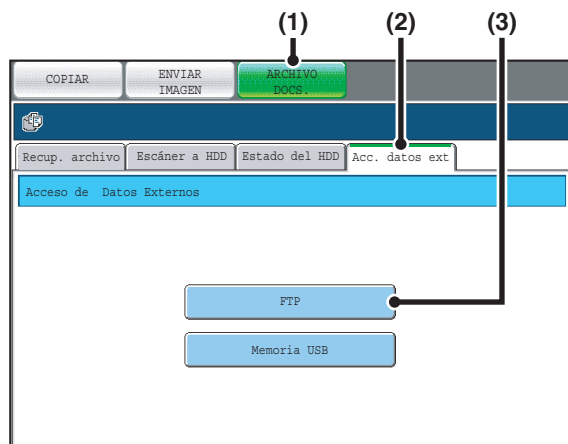 (1) (2) (3)
COPIAR
ENVIAR
IMAGEN
ARCHIVO
DOCS.
Recup. archivo Escáner a HDD Estado del HDD Acc. datos ext
Acceso de Datos Externos
FTP
Memoria USB